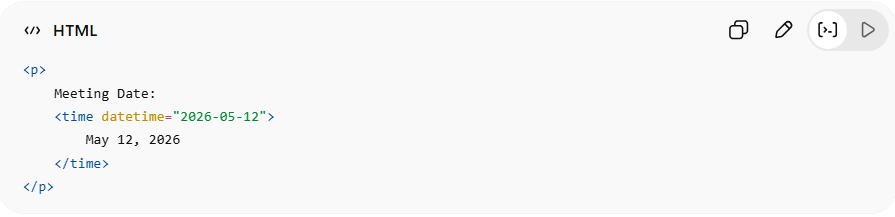 HTML
<p>
    Meeting Date:
    <time datetime="2026-05-12">
        May 12, 2026
    </time>
</p>